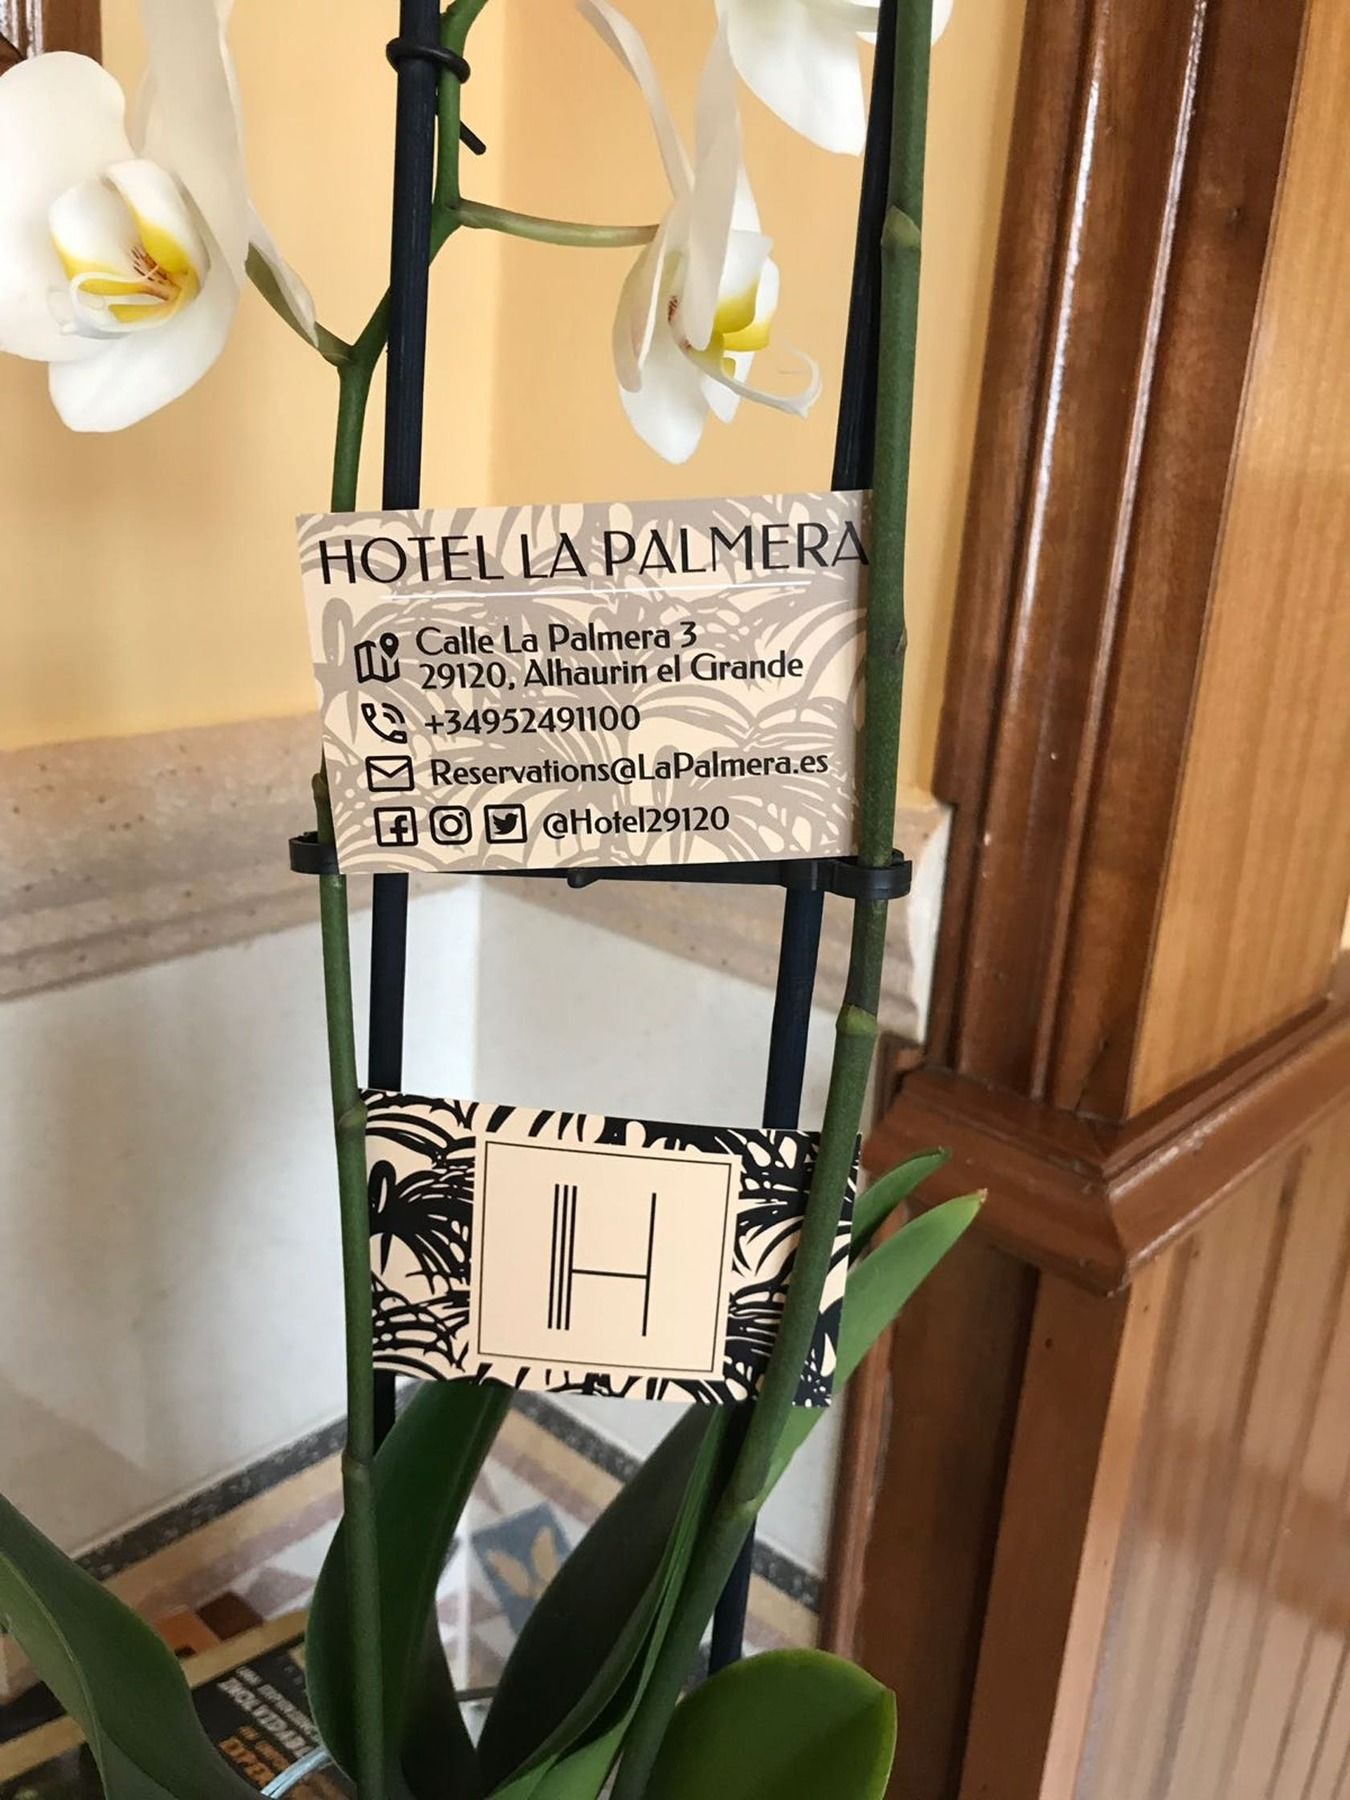 HOTEL LA PALMERA
Calle La Palmera 3
29120, Alhaurin el Grande
+34952491100
Reservations@LaPalmera.es
@Hotel29120
H